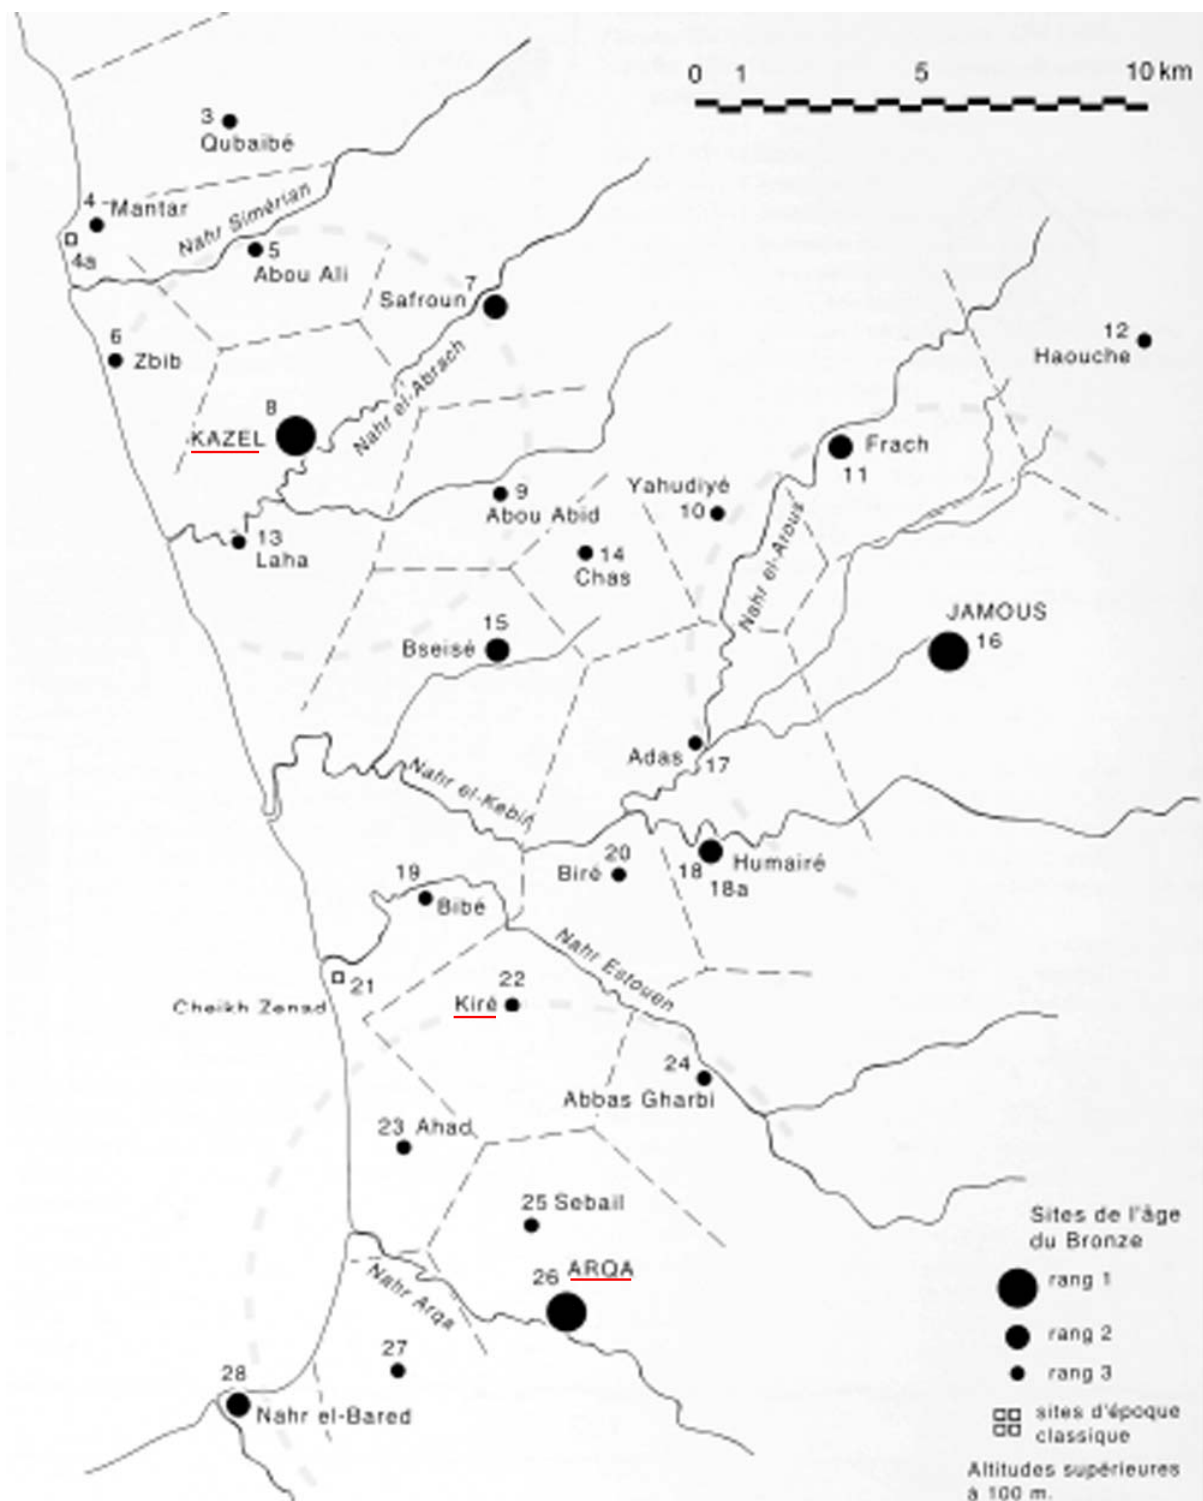 0 1 5 10 km
3
Qubaibé
4
Mantar
Nahr Simérian
4a
5
Abou Ali
7
Safroun
6
Zbib
12
Haouche
Nahr el-Abrach
8
KAZEL
Frach
11
9
Abou Abid
Yahudiyé
10
13
Laha
14
Chas
Nahr el-Arous
JAMOUS
16
15
Bseisé
Adas
17
Nahr el-Kebir
20
Biré
18
18a
Humairé
19
Bibé
Nahr Estouen
21
Cheikh Zenad
22
Kiré
24
Abbas Gharbi
23 Ahad
25 Sebail
26 ARQA
Nahr Arqa
27
28
Nahr el-Bared
Sites de l'âge
du Bronze
rang 1
rang 2
rang 3
sites d'époque
classique
Altitudes supérieures
à 100 m.